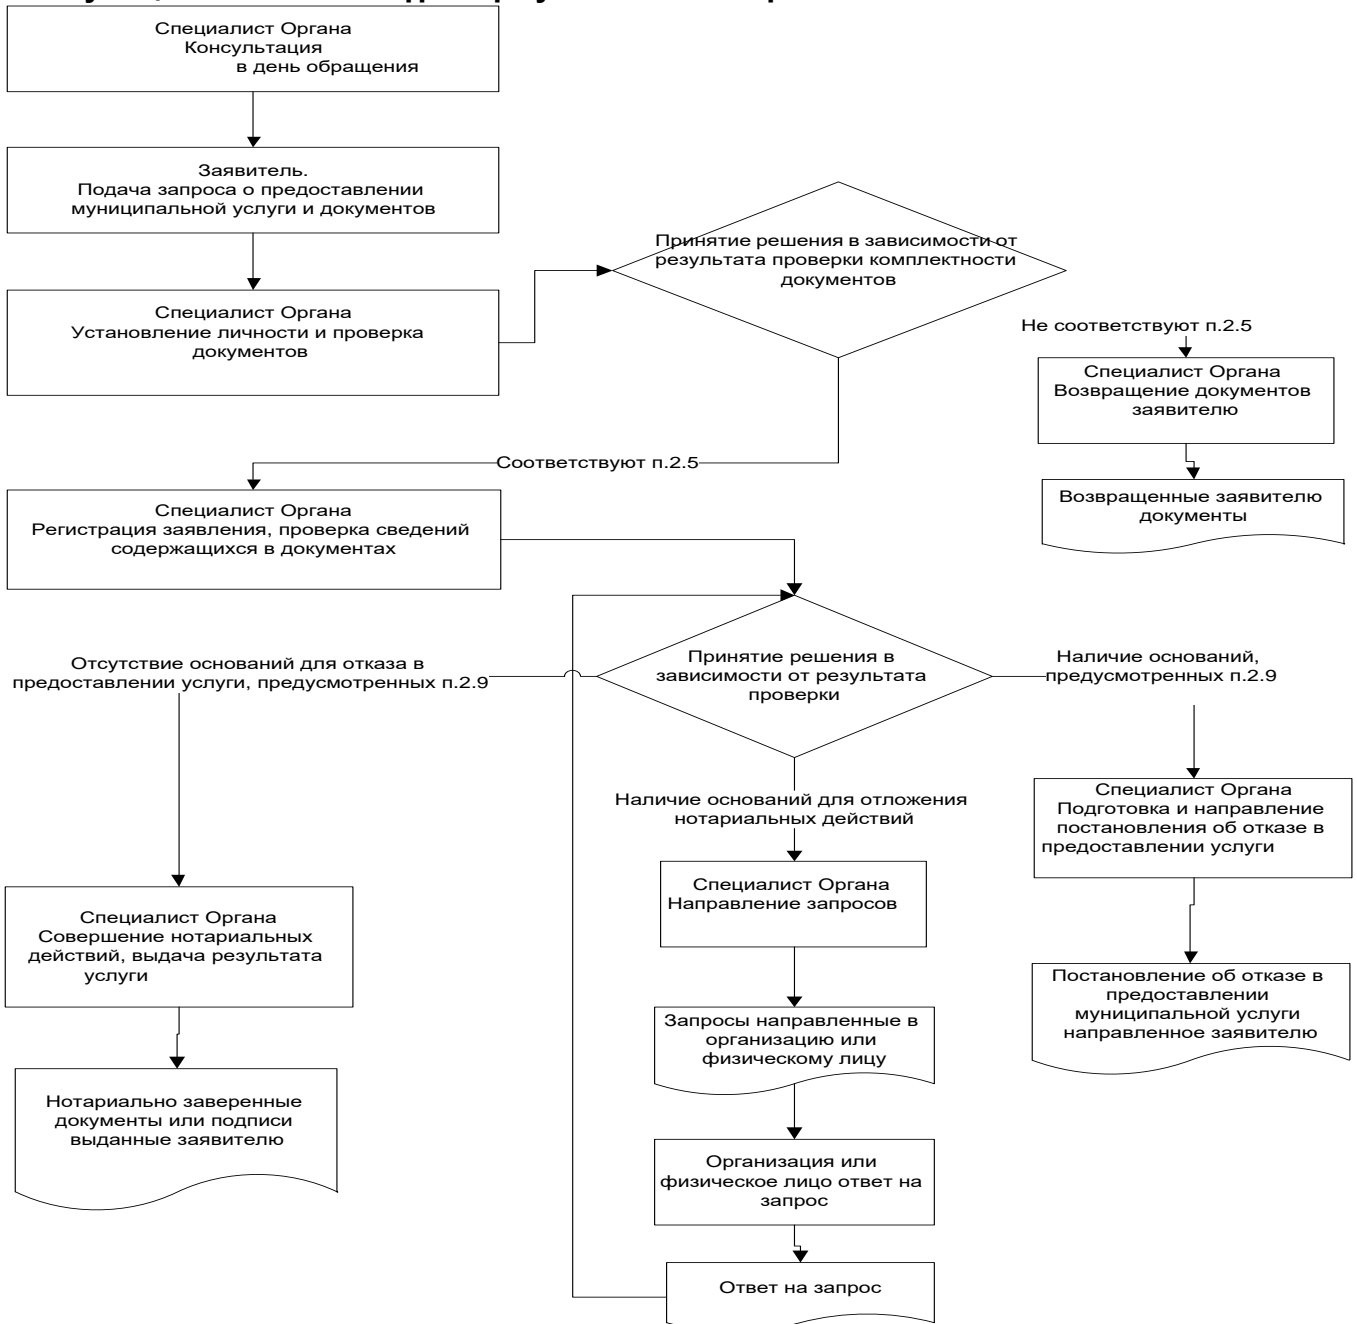 Специалист Органа
Консультация
в день обращения
Заявитель.
Подача запроса о предоставлении
муниципальной услуги и документов
Специалист Органа
Установление личности и проверка
документов
Принятие решения в зависимости от
результата проверки комплектности
документов
Не соответствуют п.2.5
Специалист Органа
Возвращение документов
заявителю
Возвращенные заявителю
документы
Соответствуют п.2.5
Специалист Органа
Регистрация заявления, проверка сведений
содержащихся в документах
Принятие решения в
зависимости от результата
проверки
Отсутствие оснований для отказа в
предоставлении услуги, предусмотренных п.2.9
Наличие оснований,
предусмотренных п.2.9
Наличие оснований для отложения
нотариальных действий
Специалист Органа
Подготовка и направление
постановления об отказе в
предоставлении услуги
Специалист Органа
Направление запросов
Специалист Органа
Совершение нотариальных
действий, выдача результата
услуги
Постановление об отказе в
предоставлении
муниципальной услуги
направленное заявителю
Запросы направленные в
организацию или
физическому лицу
Нотариально заверенные
документы или подписи
выданные заявителю
Организация или
физическое лицо ответ на
запрос
Ответ на запрос